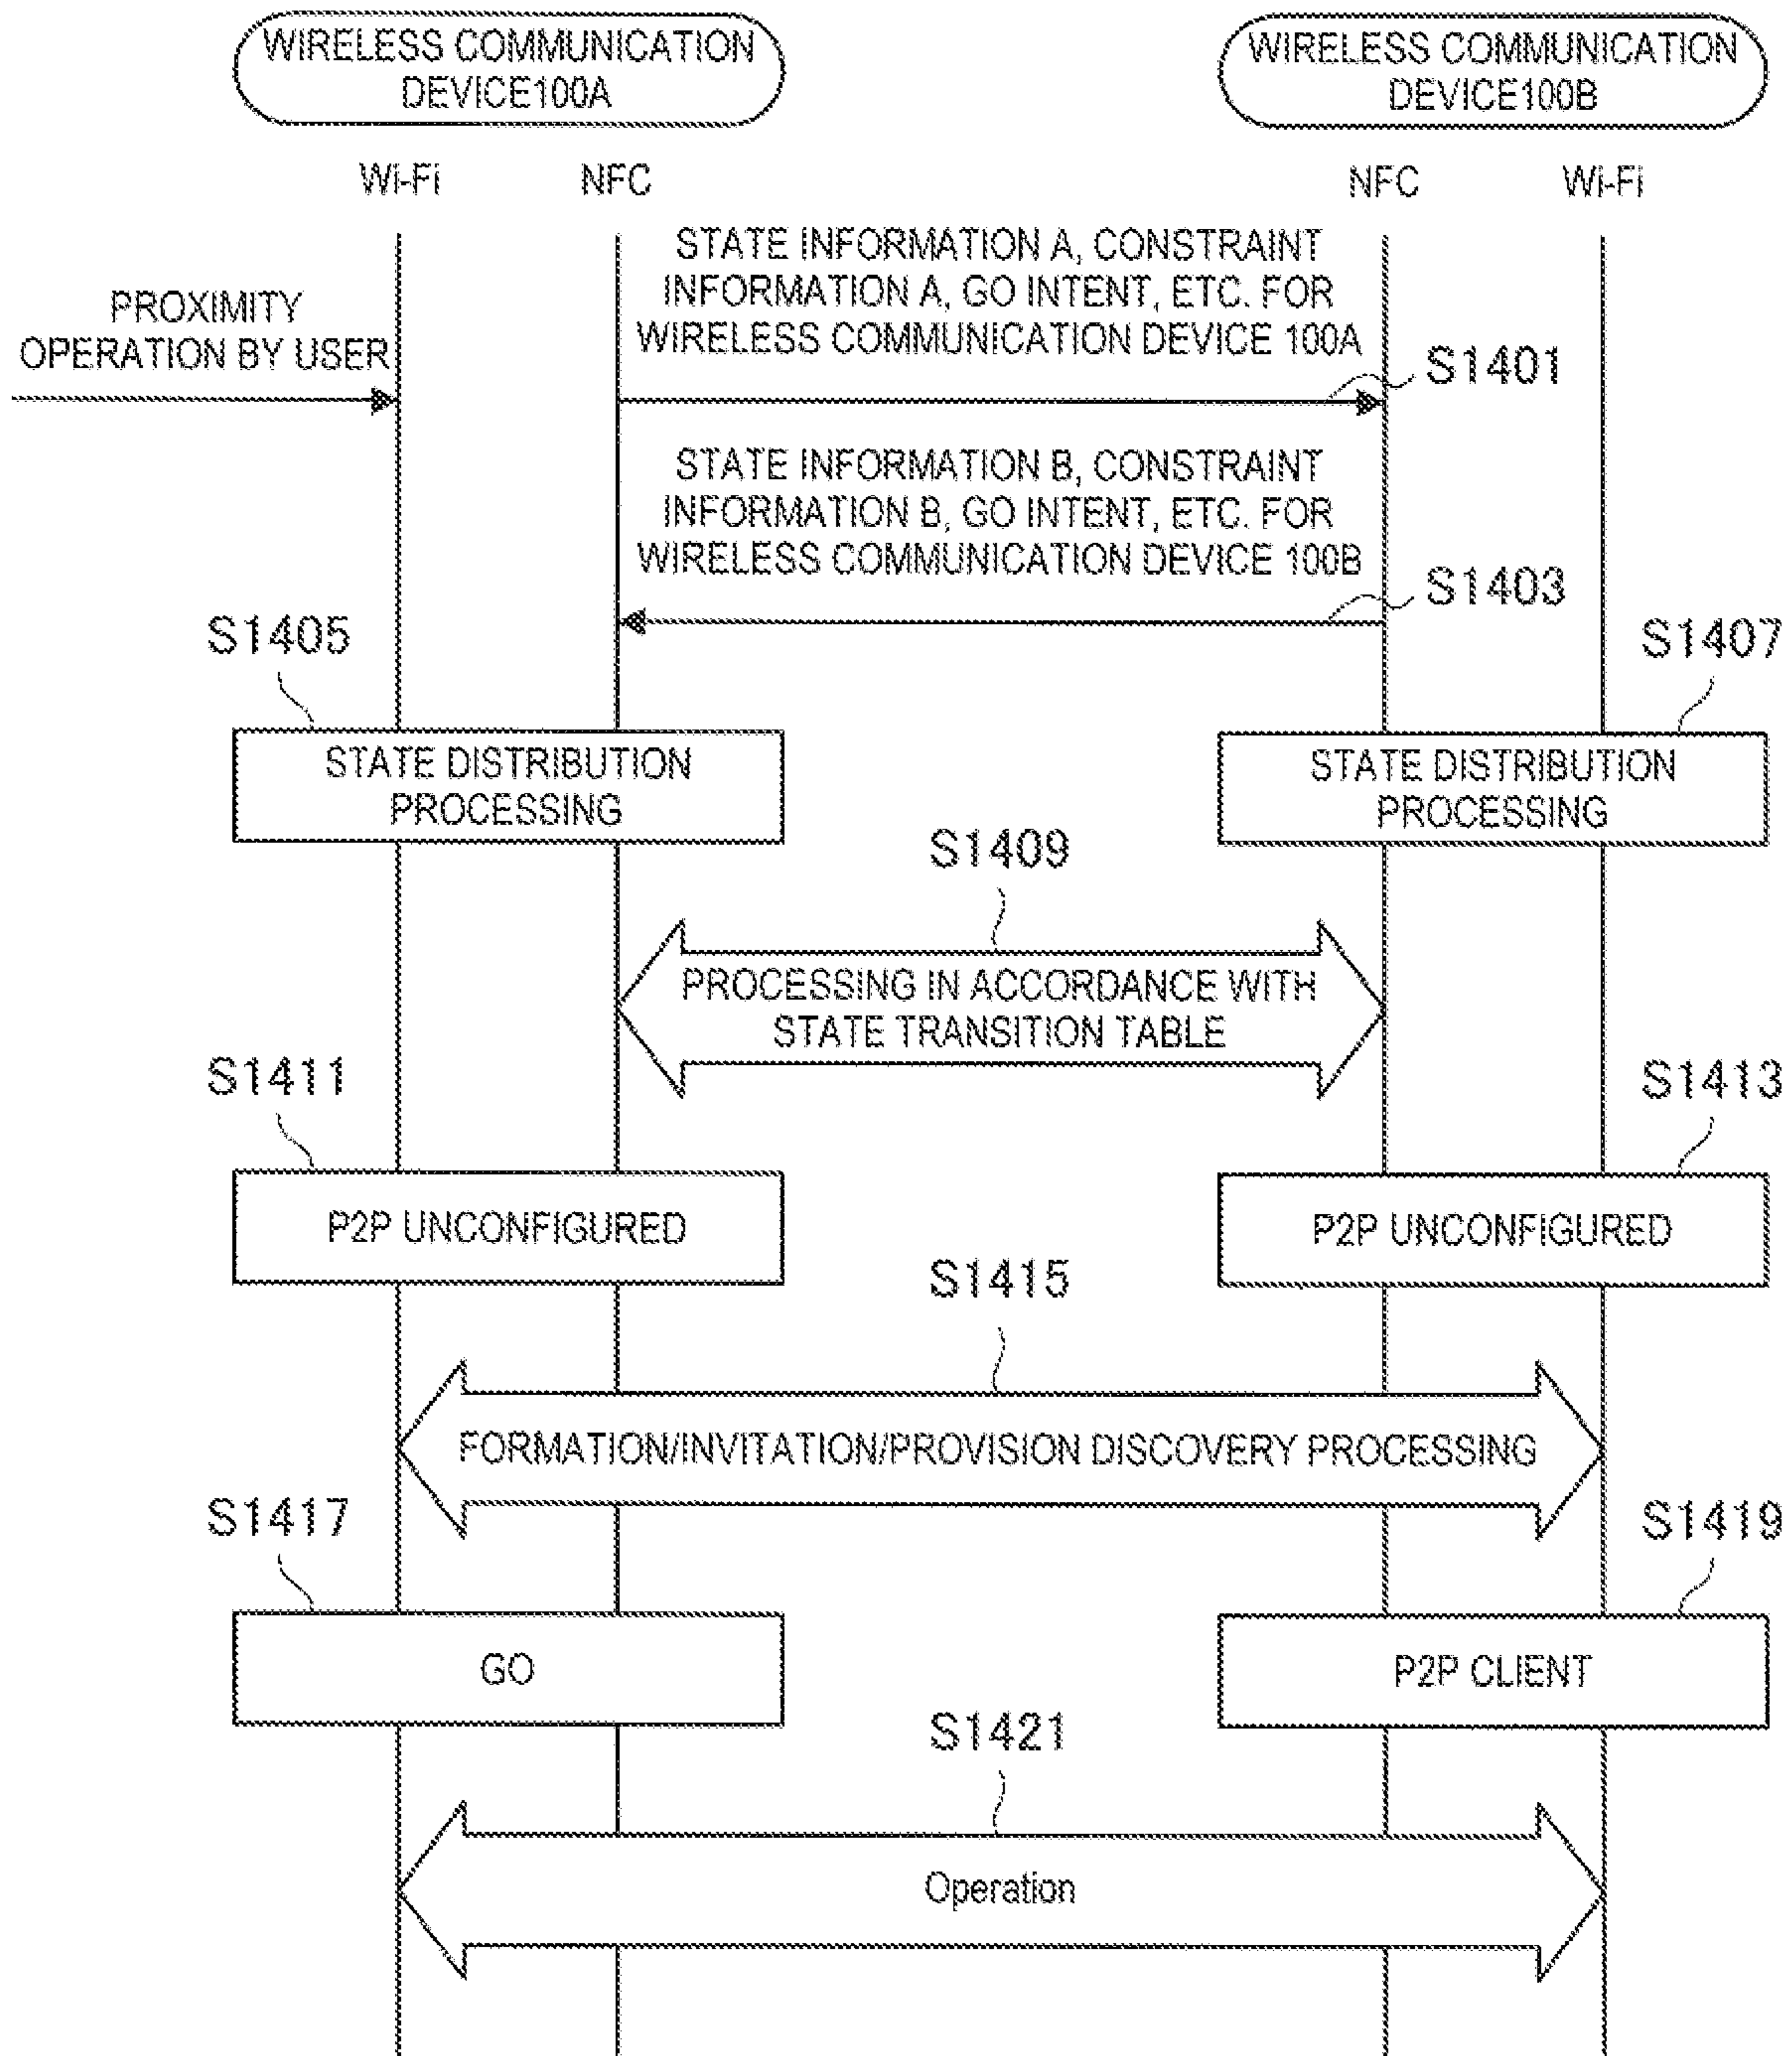 WIRELESS COMMUNICATION
DEVICE100A
WIRELESS COMMUNICATION
DEVICE100B
Wi-Fi
NFC
NFC
Wi-Fi
PROXIMITY
OPERATION BY USER
STATE INFORMATION A, CONSTRAINT
INFORMATION A, GO INTENT, ETC. FOR
WIRELESS COMMUNICATION DEVICE 100A
S1401
STATE INFORMATION B, CONSTRAINT
INFORMATION B, GO INTENT, ETC. FOR
WIRELESS COMMUNICATION DEVICE 100B
S1403
S1405
S1407
STATE DISTRIBUTION
PROCESSING
STATE DISTRIBUTION
PROCESSING
S1409
PROCESSING IN ACCORDANCE WITH
STATE TRANSITION TABLE
S1411
S1413
P2P UNCONFIGURED
P2P UNCONFIGURED
S1415
FORMATION/INVITATION/PROVISION DISCOVERY PROCESSING
S1417
S1419
GO
P2P CLIENT
S1421
Operation